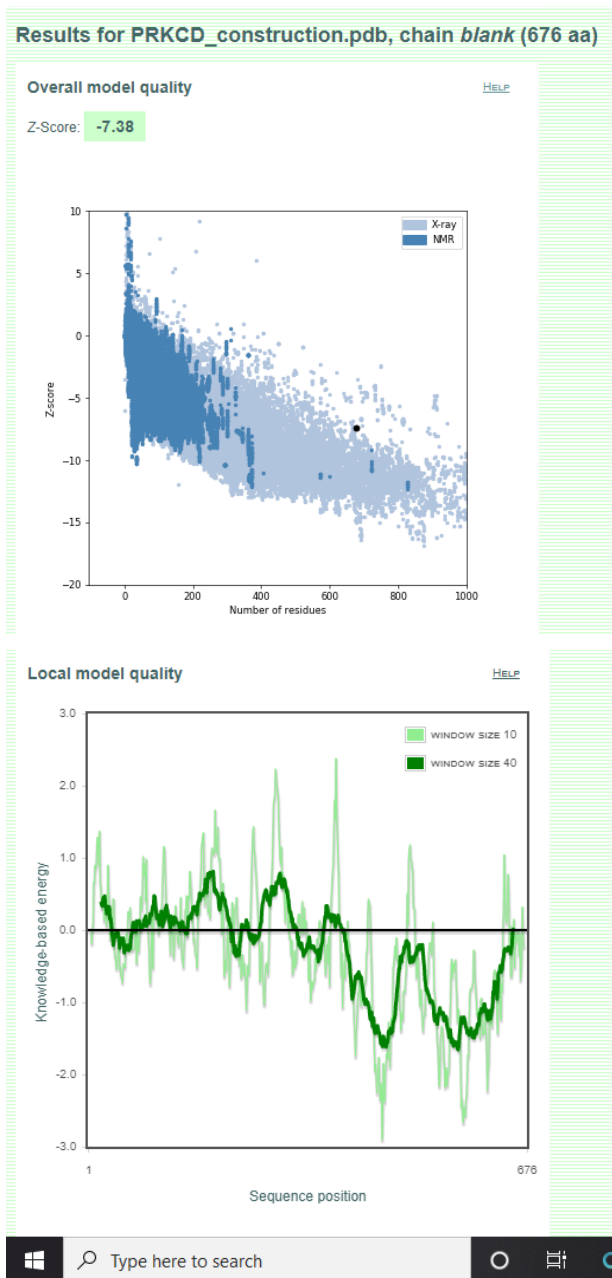 Results for PRKCD_construction.pdb, chain blank (676 aa)
Overall model quality
HELP
Z-Score: -7.38
10
5
0
−5
−10
−15
−20
Z-score
X-ray
NMR
0
200
400
600
800
1000
Number of residues
Local model quality
HELP
3.0
2.0
1.0
0.0
-1.0
-2.0
-3.0
Knowledge-based energy
WINDOW SIZE 10
WINDOW SIZE 40
1
676
Sequence position
Type here to search